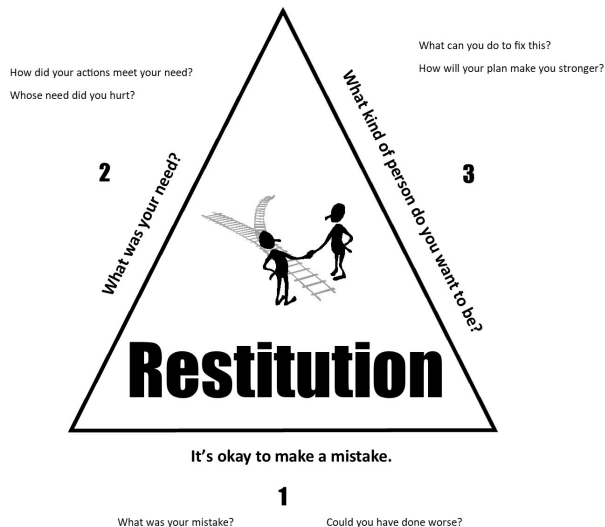 What can you do to fix this?
How will your plan make you stronger?
How did your actions meet your need?
Whose need did you hurt?
2
What was your need?
What kind of person do you want to be?
3
Restitution
It's okay to make a mistake.
1
What was your mistake?
Could you have done worse?